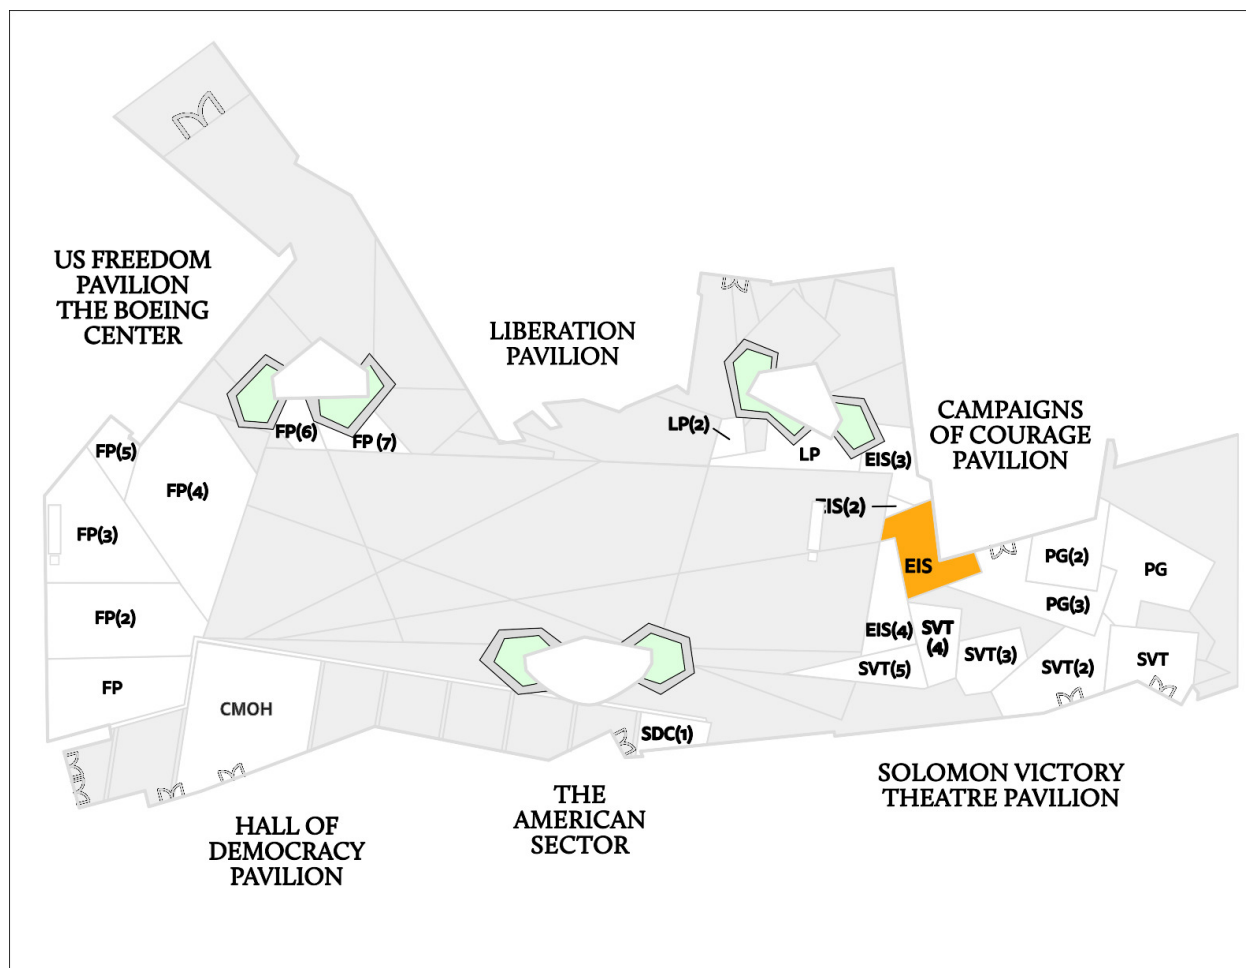 US FREEDOM
PAVILION
THE BOEING
CENTER
LIBERATION
PAVILION
CAMPAIGNS
OF COURAGE
PAVILION
FP(5)
FP(6)
FP (7)
LP(2)
LP
EIS(3)
FP(4)
EIS(2)
FP(3)
EIS
PG(2)
PG
PG(3)
FP(2)
EIS(4)
SVT
(4)
SVT(3)
SVT(5)
SVT(2)
SVT
FP
CMOH
SDC(1)
SOLOMON VICTORY
THEATRE PAVILION
THE
AMERICAN
SECTOR
HALL OF
DEMOCRACY
PAVILION